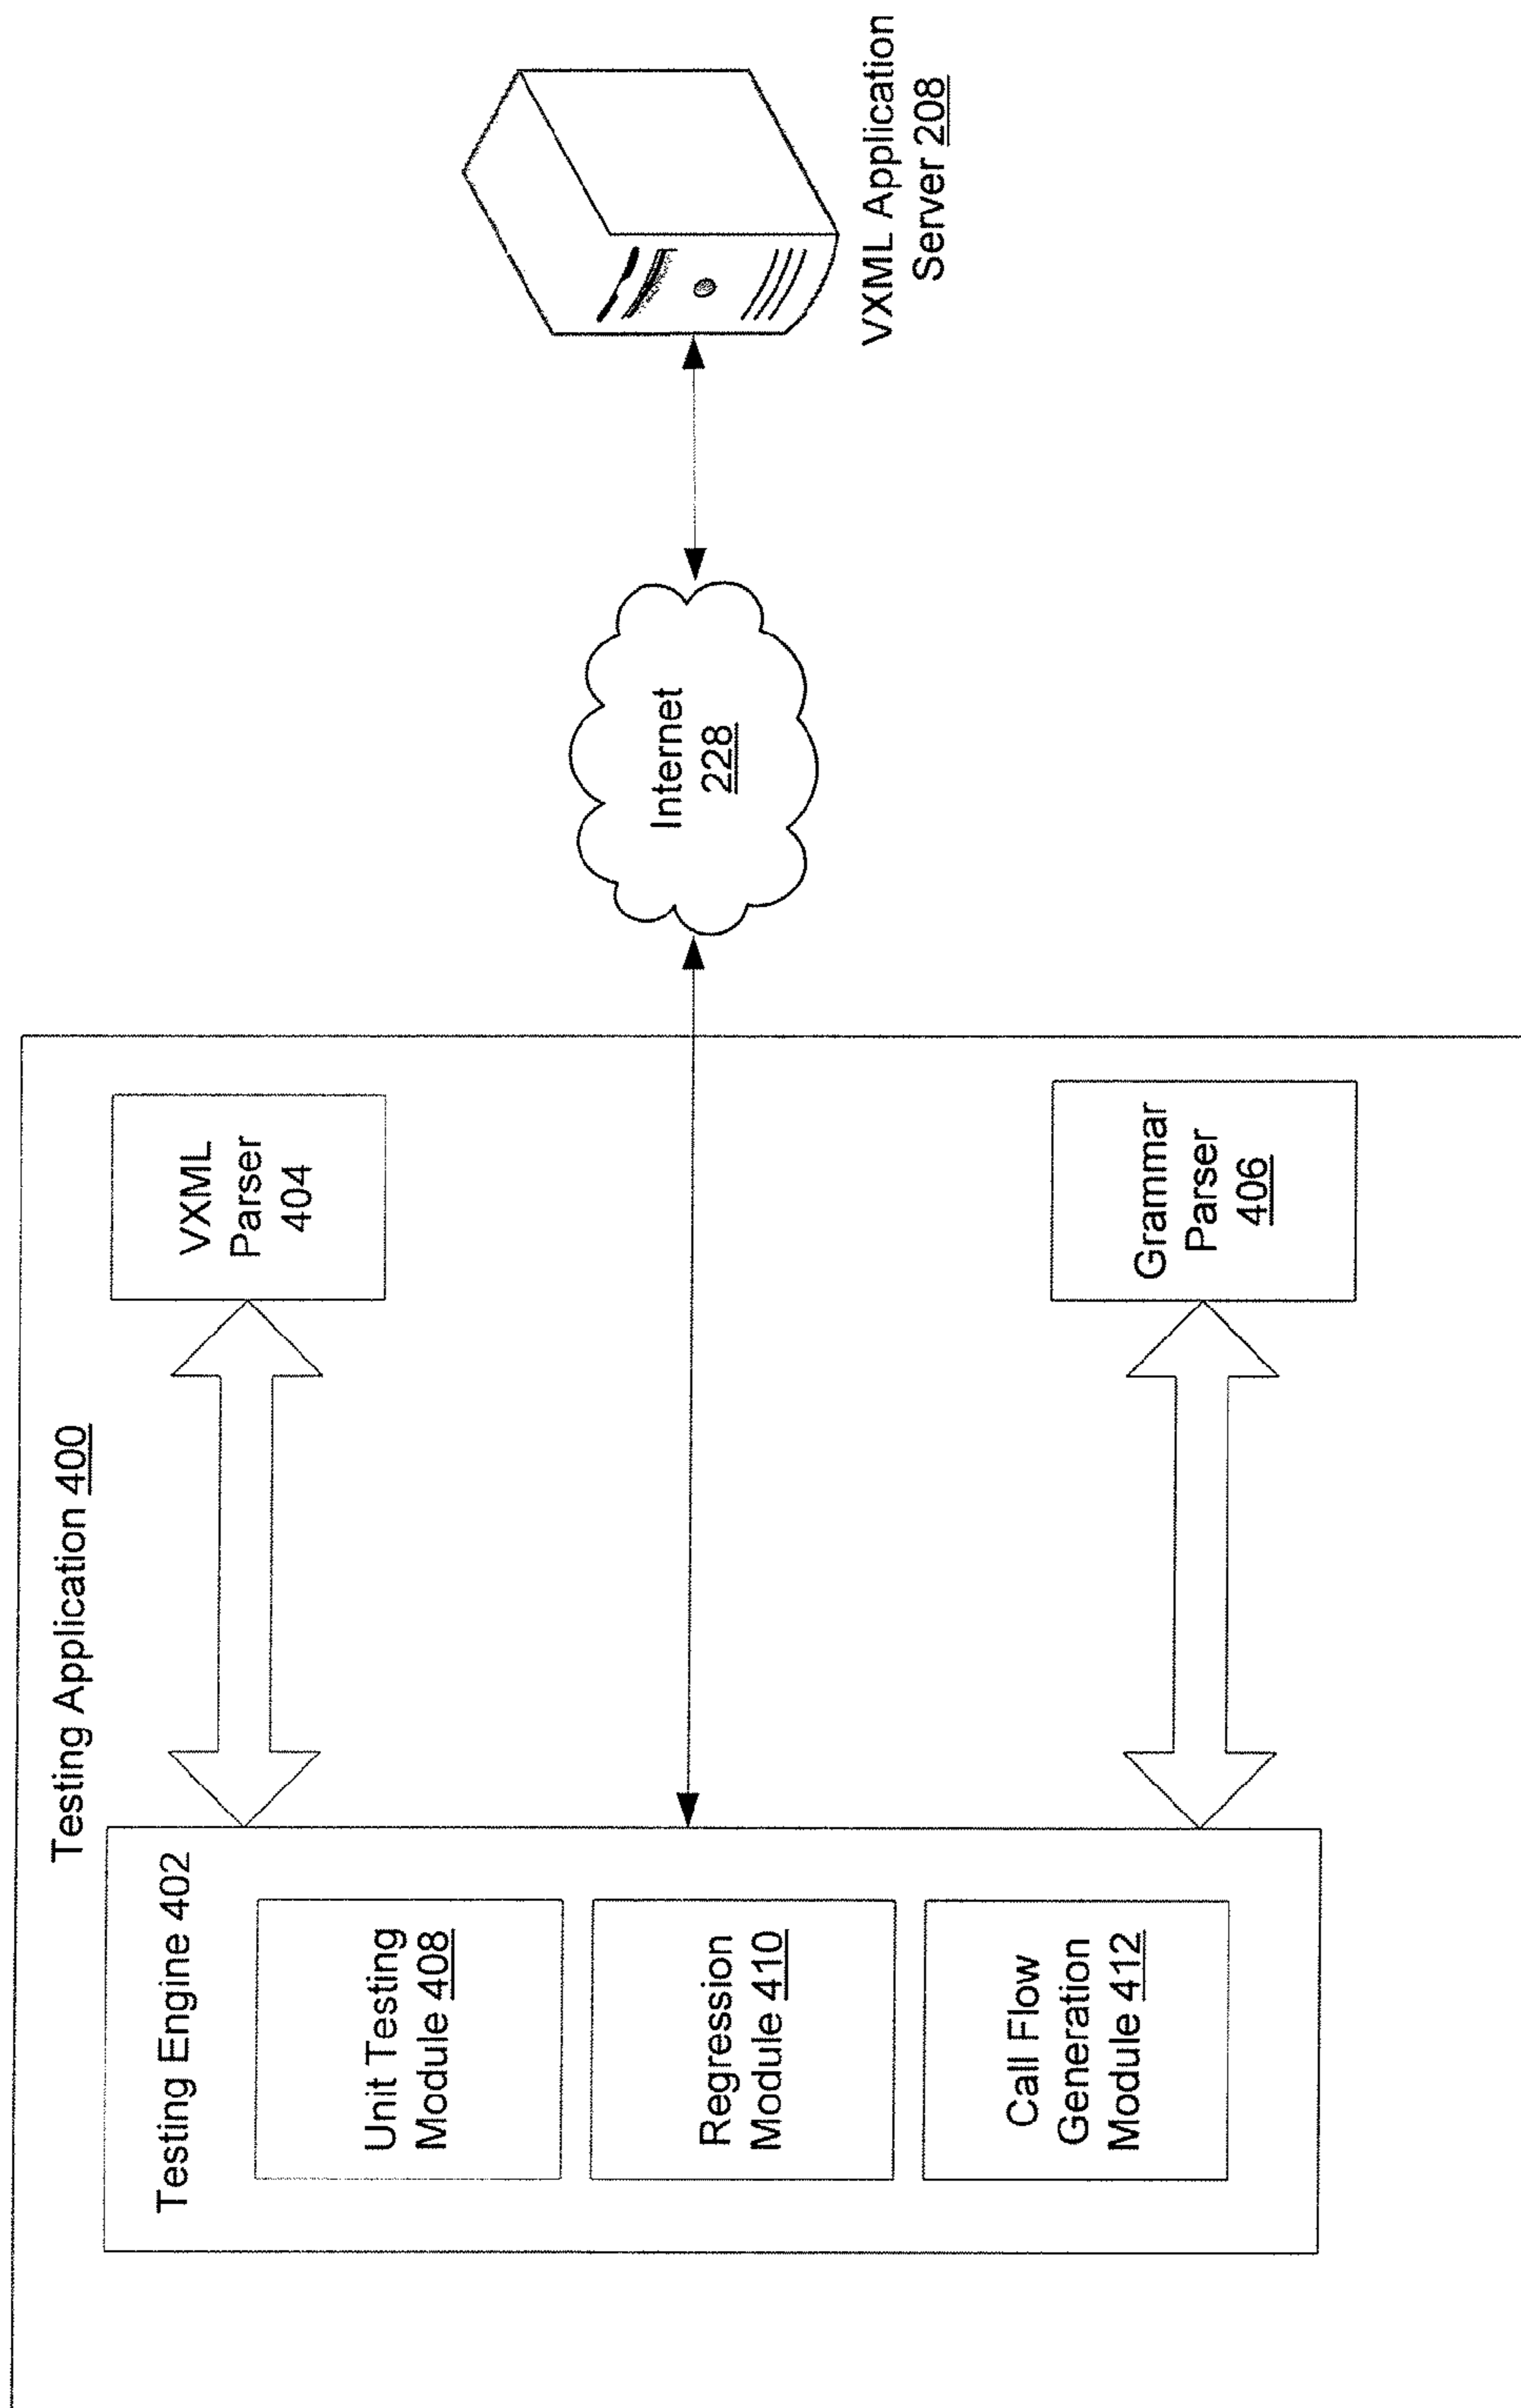 Testing Application 400
Testing Engine 402
Unit Testing
Module 408
Regression
Module 410
Call Flow
Generation
Module 412
VXML
Parser
404
Grammar
Parser
406
Internet
228
VXML Application
Server 208